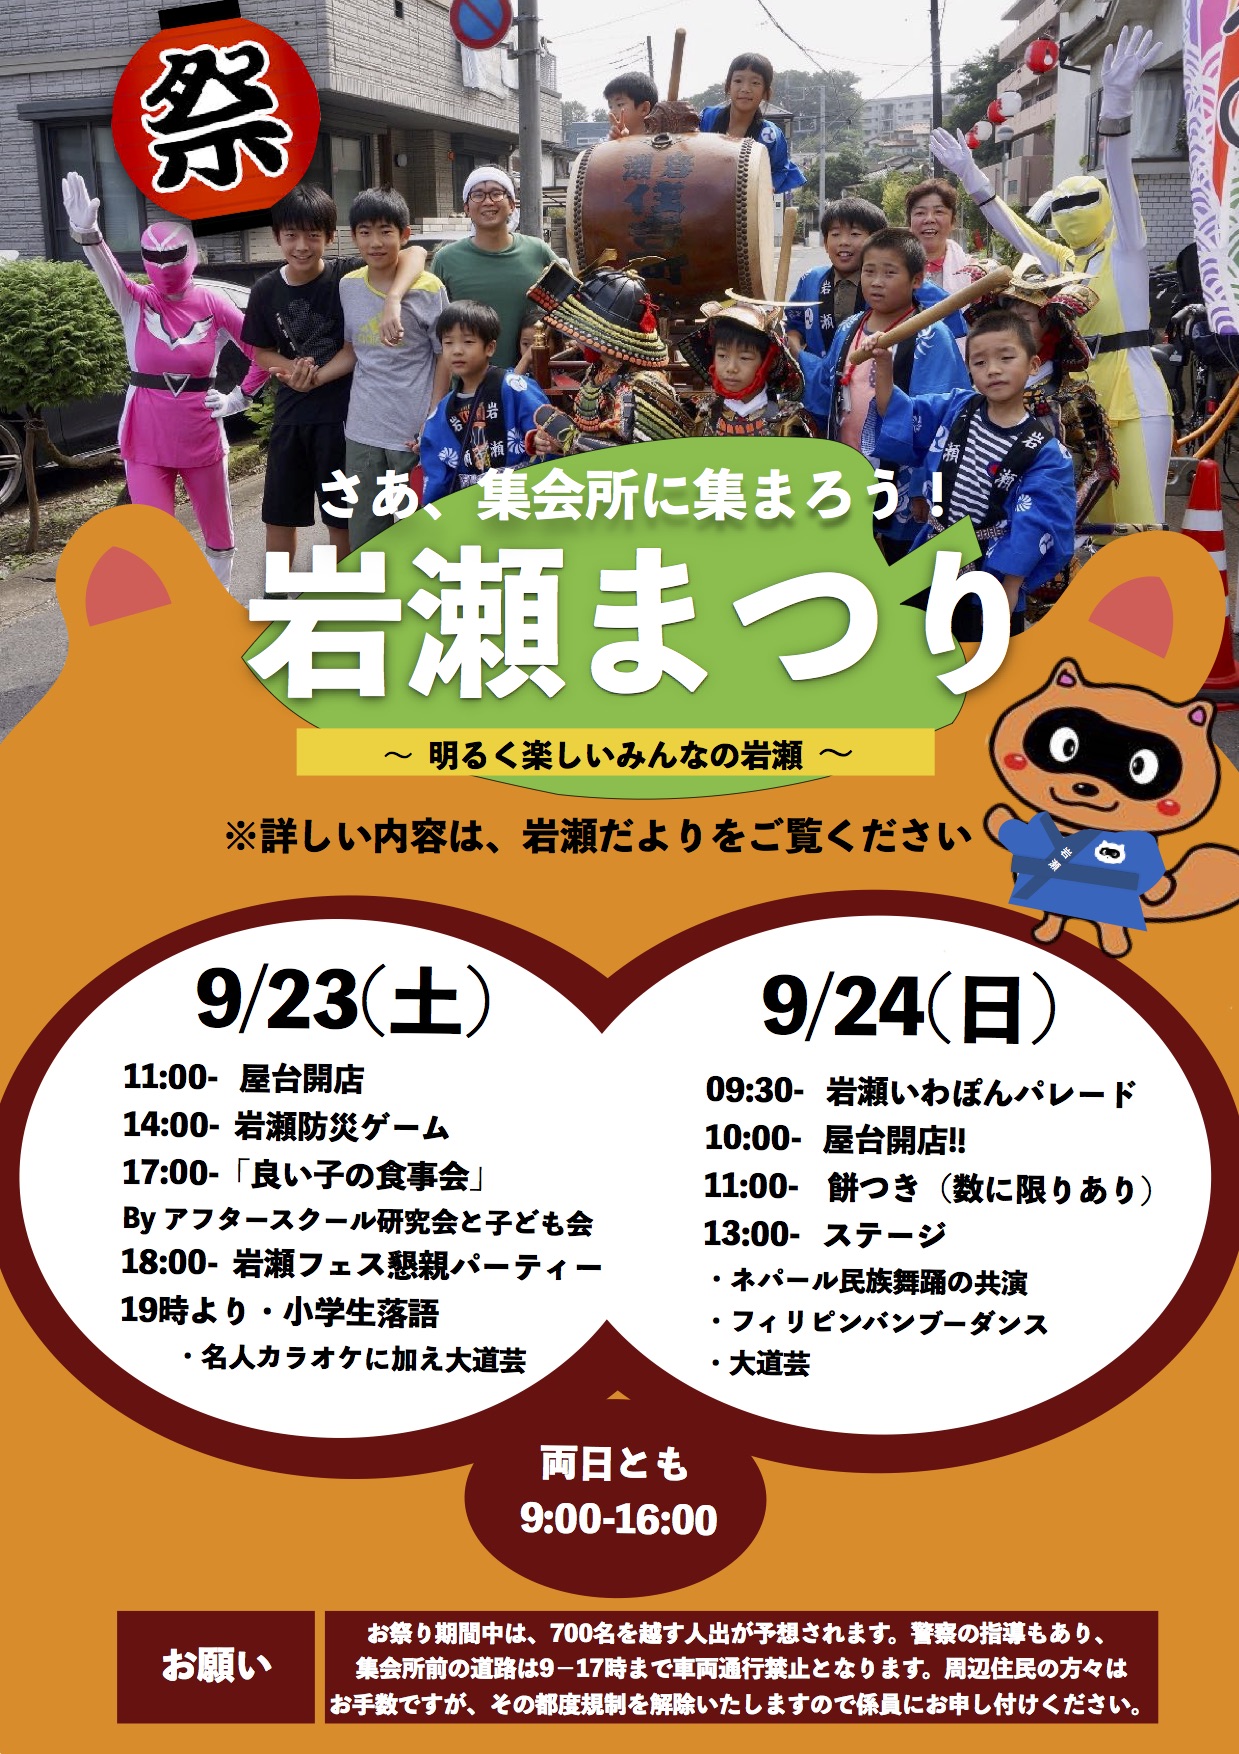 祭
さあ、集会所に集まろう！
岩瀬まつり
～ 明るく楽しいみんなの岩瀬 ～
※詳しい内容は、岩瀬だよりをご覧ください
岩瀬
9/23(土)
11:00- 屋台開店
14:00- 岩瀬防災ゲーム
17:00-「良い子の食事会」
By アフタースクール研究会と子ども会
18:00- 岩瀬フェス懇親パーティー
19時より・小学生落語
・名人カラオケに加え大道芸
9/24(日)
09:30- 岩瀬いわぽんパレード
10:00- 屋台開店!!
11:00- 餅つき（数に限りあり）
13:00- ステージ
・ネパール民族舞踊の共演
・フィリピンバンブーダンス
・大道芸
両日とも
9:00-16:00
お願い
お祭り期間中は、700名を越す人出が予想されます。警察の指導もあり、
集会所前の道路は9－17時まで車両通行禁止となります。周辺住民の方々は
お手数ですが、その都度規制を解除いたしますので係員にお申し付けください。